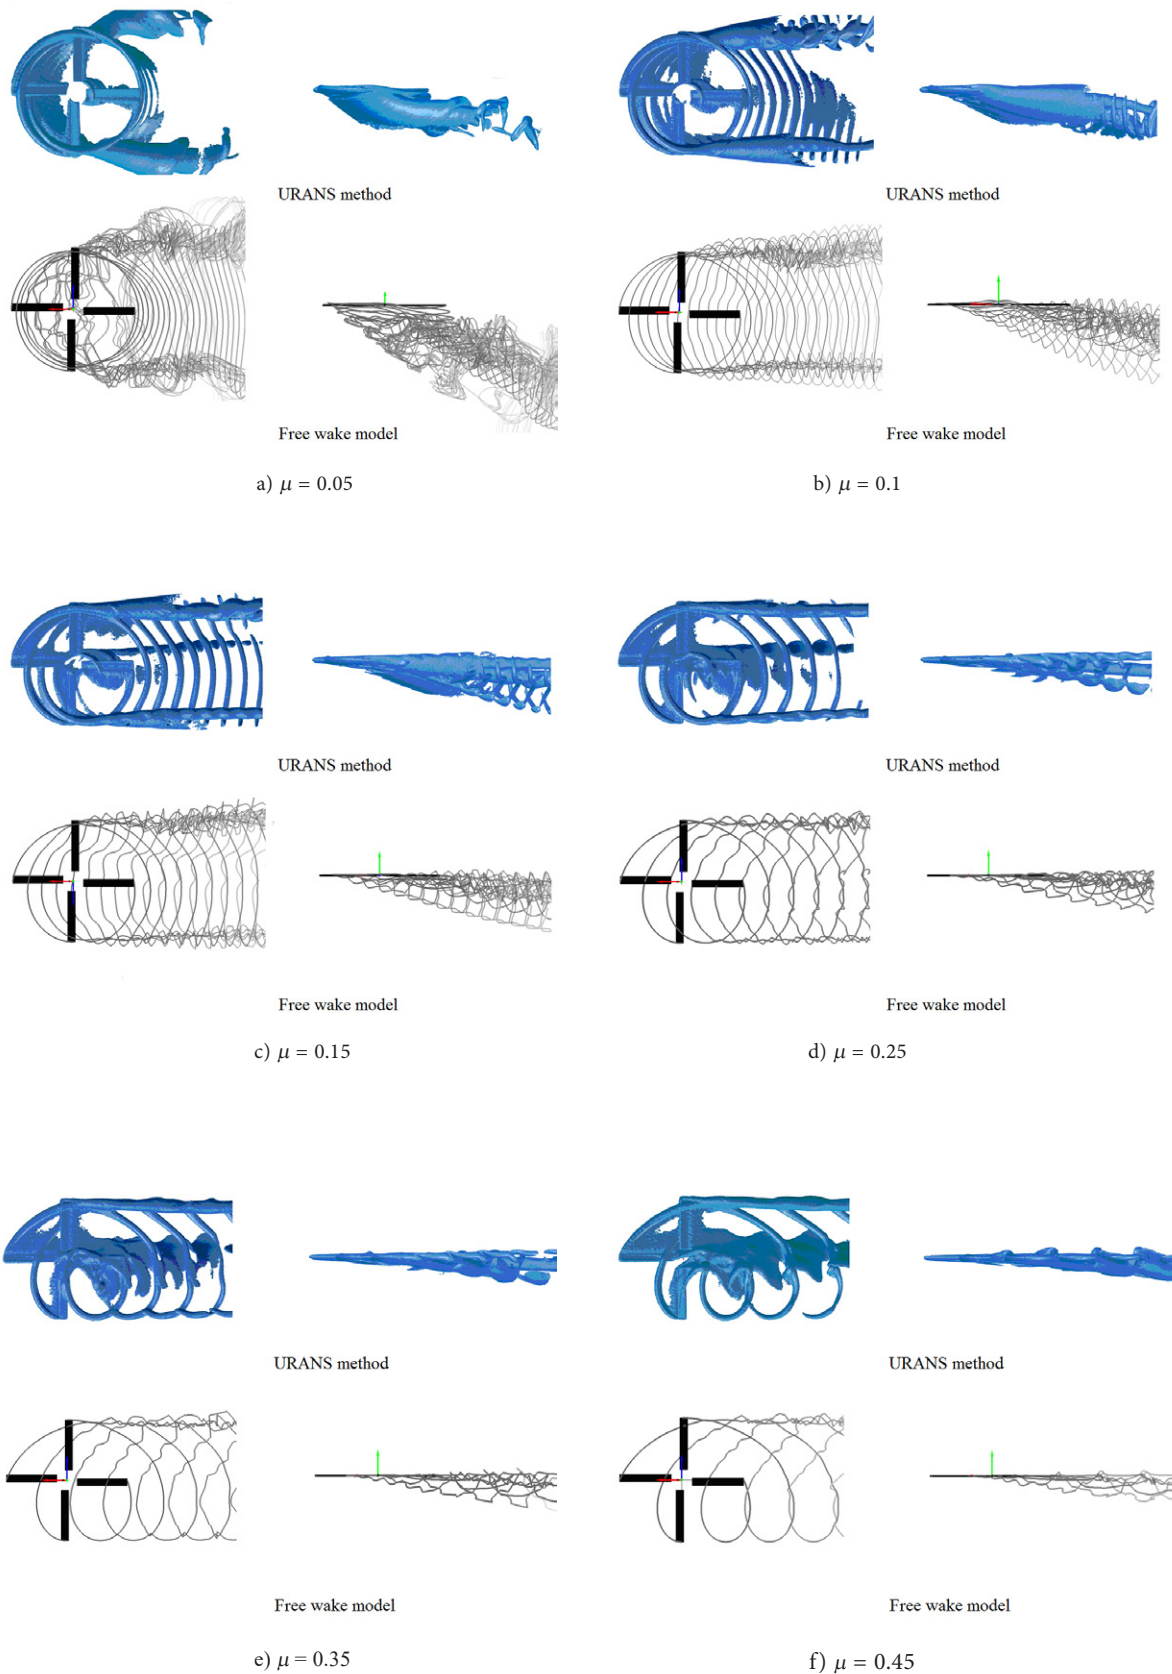 URANS method
URANS method
Free wake model
Free wake model
a) μ = 0.05
b) μ = 0.1
URANS method
URANS method
Free wake model
Free wake model
c) μ = 0.15
d) μ = 0.25
URANS method
URANS method
Free wake model
Free wake model
e) μ = 0.35
f) μ = 0.45